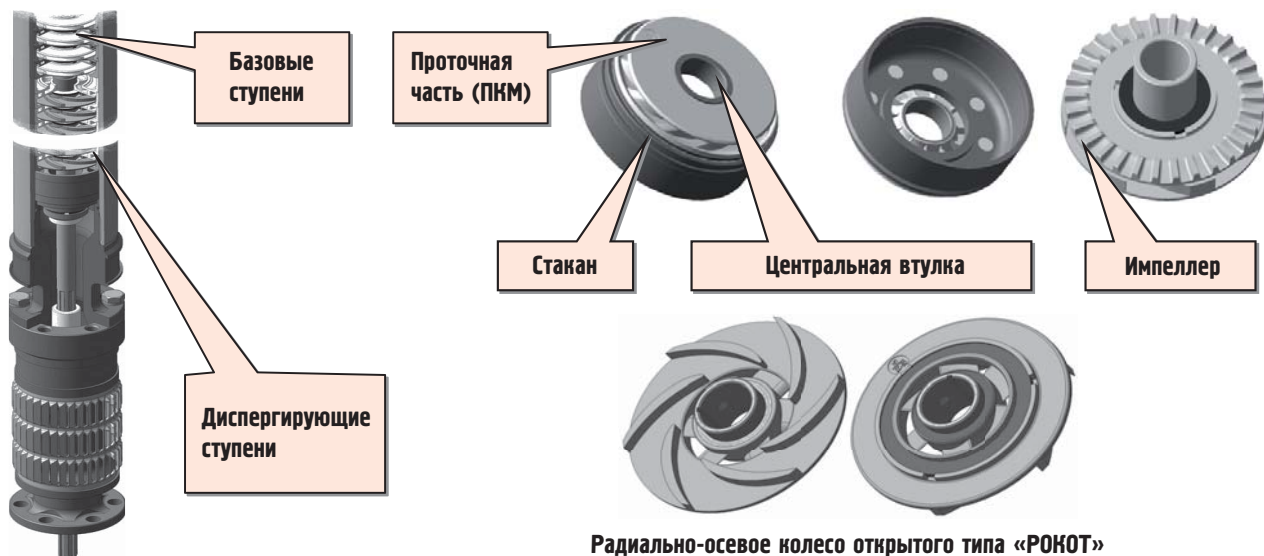 Базовые
ступени
Проточная
часть (ПКМ)
Стакан
Центральная втулка
Импеллер
Диспергирующие
ступени
Радиально-осевое колесо открытого типа «РОКОТ»